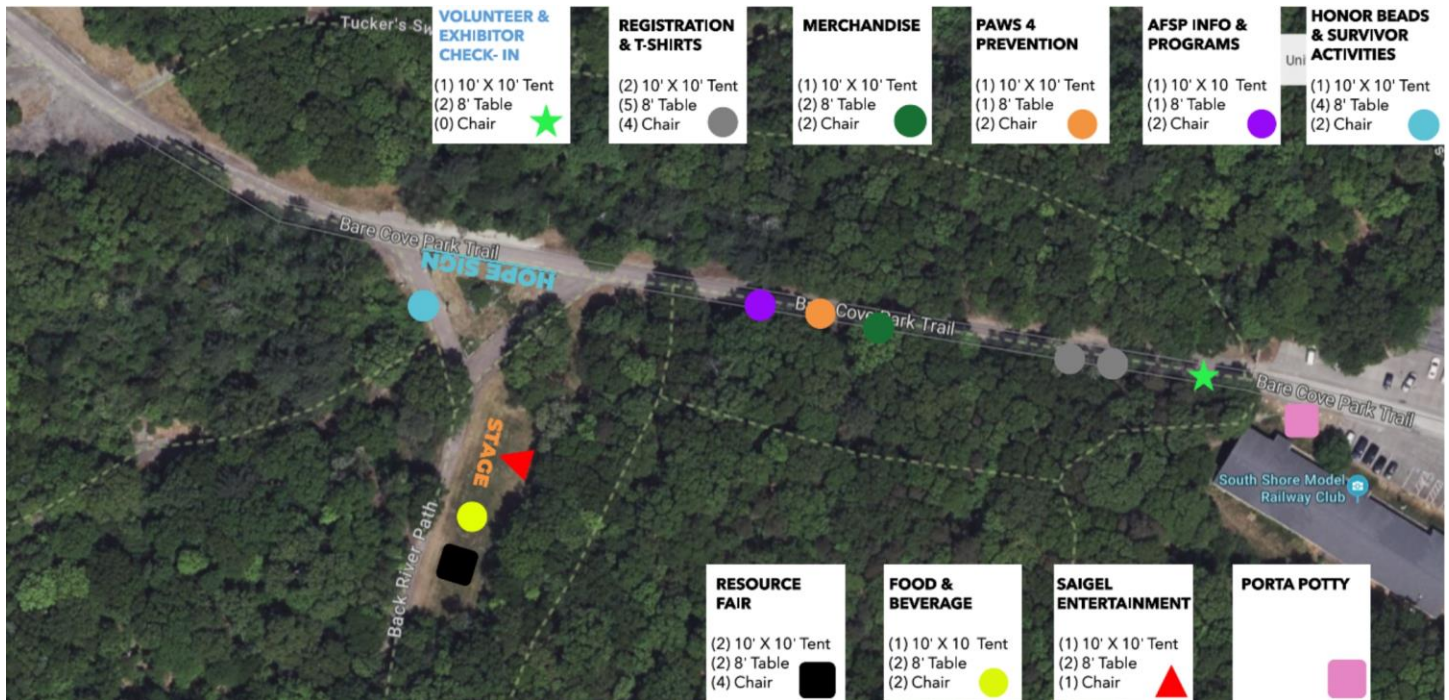 Tucker's Sw
VOLUNTEER &
EXHIBITOR
CHECK- IN
(1) 10' X 10' Tent
(2) 8' Table
(0) Chair
REGISTRATION
& T-SHIRTS
(2) 10' X 10' Tent
(5) 8' Table
(4) Chair
MERCHANDISE
(1) 10' X 10' Tent
(2) 8' Table
(2) Chair
PAWS 4
PREVENTION
(1) 10' X 10' Tent
(1) 8' Table
(2) Chair
AFSP INFO &
PROGRAMS
(1) 10' X 10 Tent
(1) 8' Table
(2) Chair
Uni
HONOR BEADS
& SURVIVOR
ACTIVITIES
(1) 10' X 10' Tent
(4) 8' Table
(2) Chair
Bare Cove Park Trail
HOPE SIGN
Cove Park Trail
Bare Cove Park Trail
STAGE
South Shore Model
Railway Club
Back River Path
RESOURCE
FAIR
(2) 10' X 10' Tent
(2) 8' Table
(4) Chair
FOOD &
BEVERAGE
(1) 10' X 10 Tent
(2) 8' Table
(2) Chair
SAIGEL
ENTERTAINMENT
(1) 10' X 10' Tent
(2) 8' Table
(1) Chair
PORTA POTTY